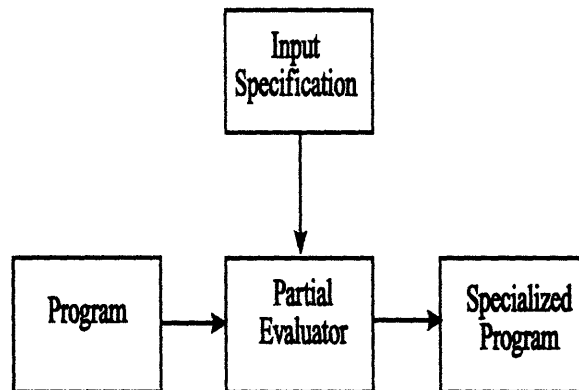 Input
Specification
Program
Partial
Evaluator
Specialized
Program